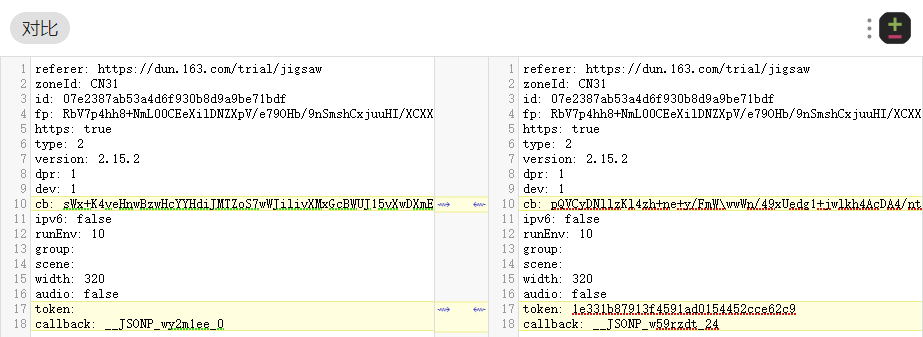 对比
1 referer: https://dun.163.com/trial/jigsaw
2 zoneId: CN31
3 id: 07e2387ab53a4d6f930b8d9a9be71bdf
4 fp: RbV7p4hh8+NmL00CEeXilDNZXpV/e79OHb/9nSmshCxjuuHI/XCXX
5 https: true
6 type: 2
7 version: 2.15.2
8 dpr: 1
9 dev: 1
10 cb: sWx+K4veHnwBzwHcYYHdiJMTZoS7wWJilivXMxGcBWUJ15vXwDXmE
11 ipv6: false
12 runEnv: 10
13 group:
14 scene:
15 width: 320
16 audio: false
17 token:
18 callback: __JSONP_wy2m1ee_0
1 referer: https://dun.163.com/trial/jigsaw
2 zoneId: CN31
3 id: 07e2387ab53a4d6f930b8d9a9be71bdf
4 fp: RbV7p4hh8+NmL00CEeXilDNZXpV/e79OHb/9nSmshCxjuuHI/XCXX
5 https: true
6 type: 2
7 version: 2.15.2
8 dpr: 1
9 dev: 1
10 cb: pQVCyDNllzKl4zh+ne+y/FmW\wwWn/49xUedg1+jwlkh4AcDA4/nt
11 ipv6: false
12 runEnv: 10
13 group:
14 scene:
15 width: 320
16 audio: false
17 token: 1e331b87913f4591ad0154452cce62c9
18 callback: __JSONP_w59rzdt_24